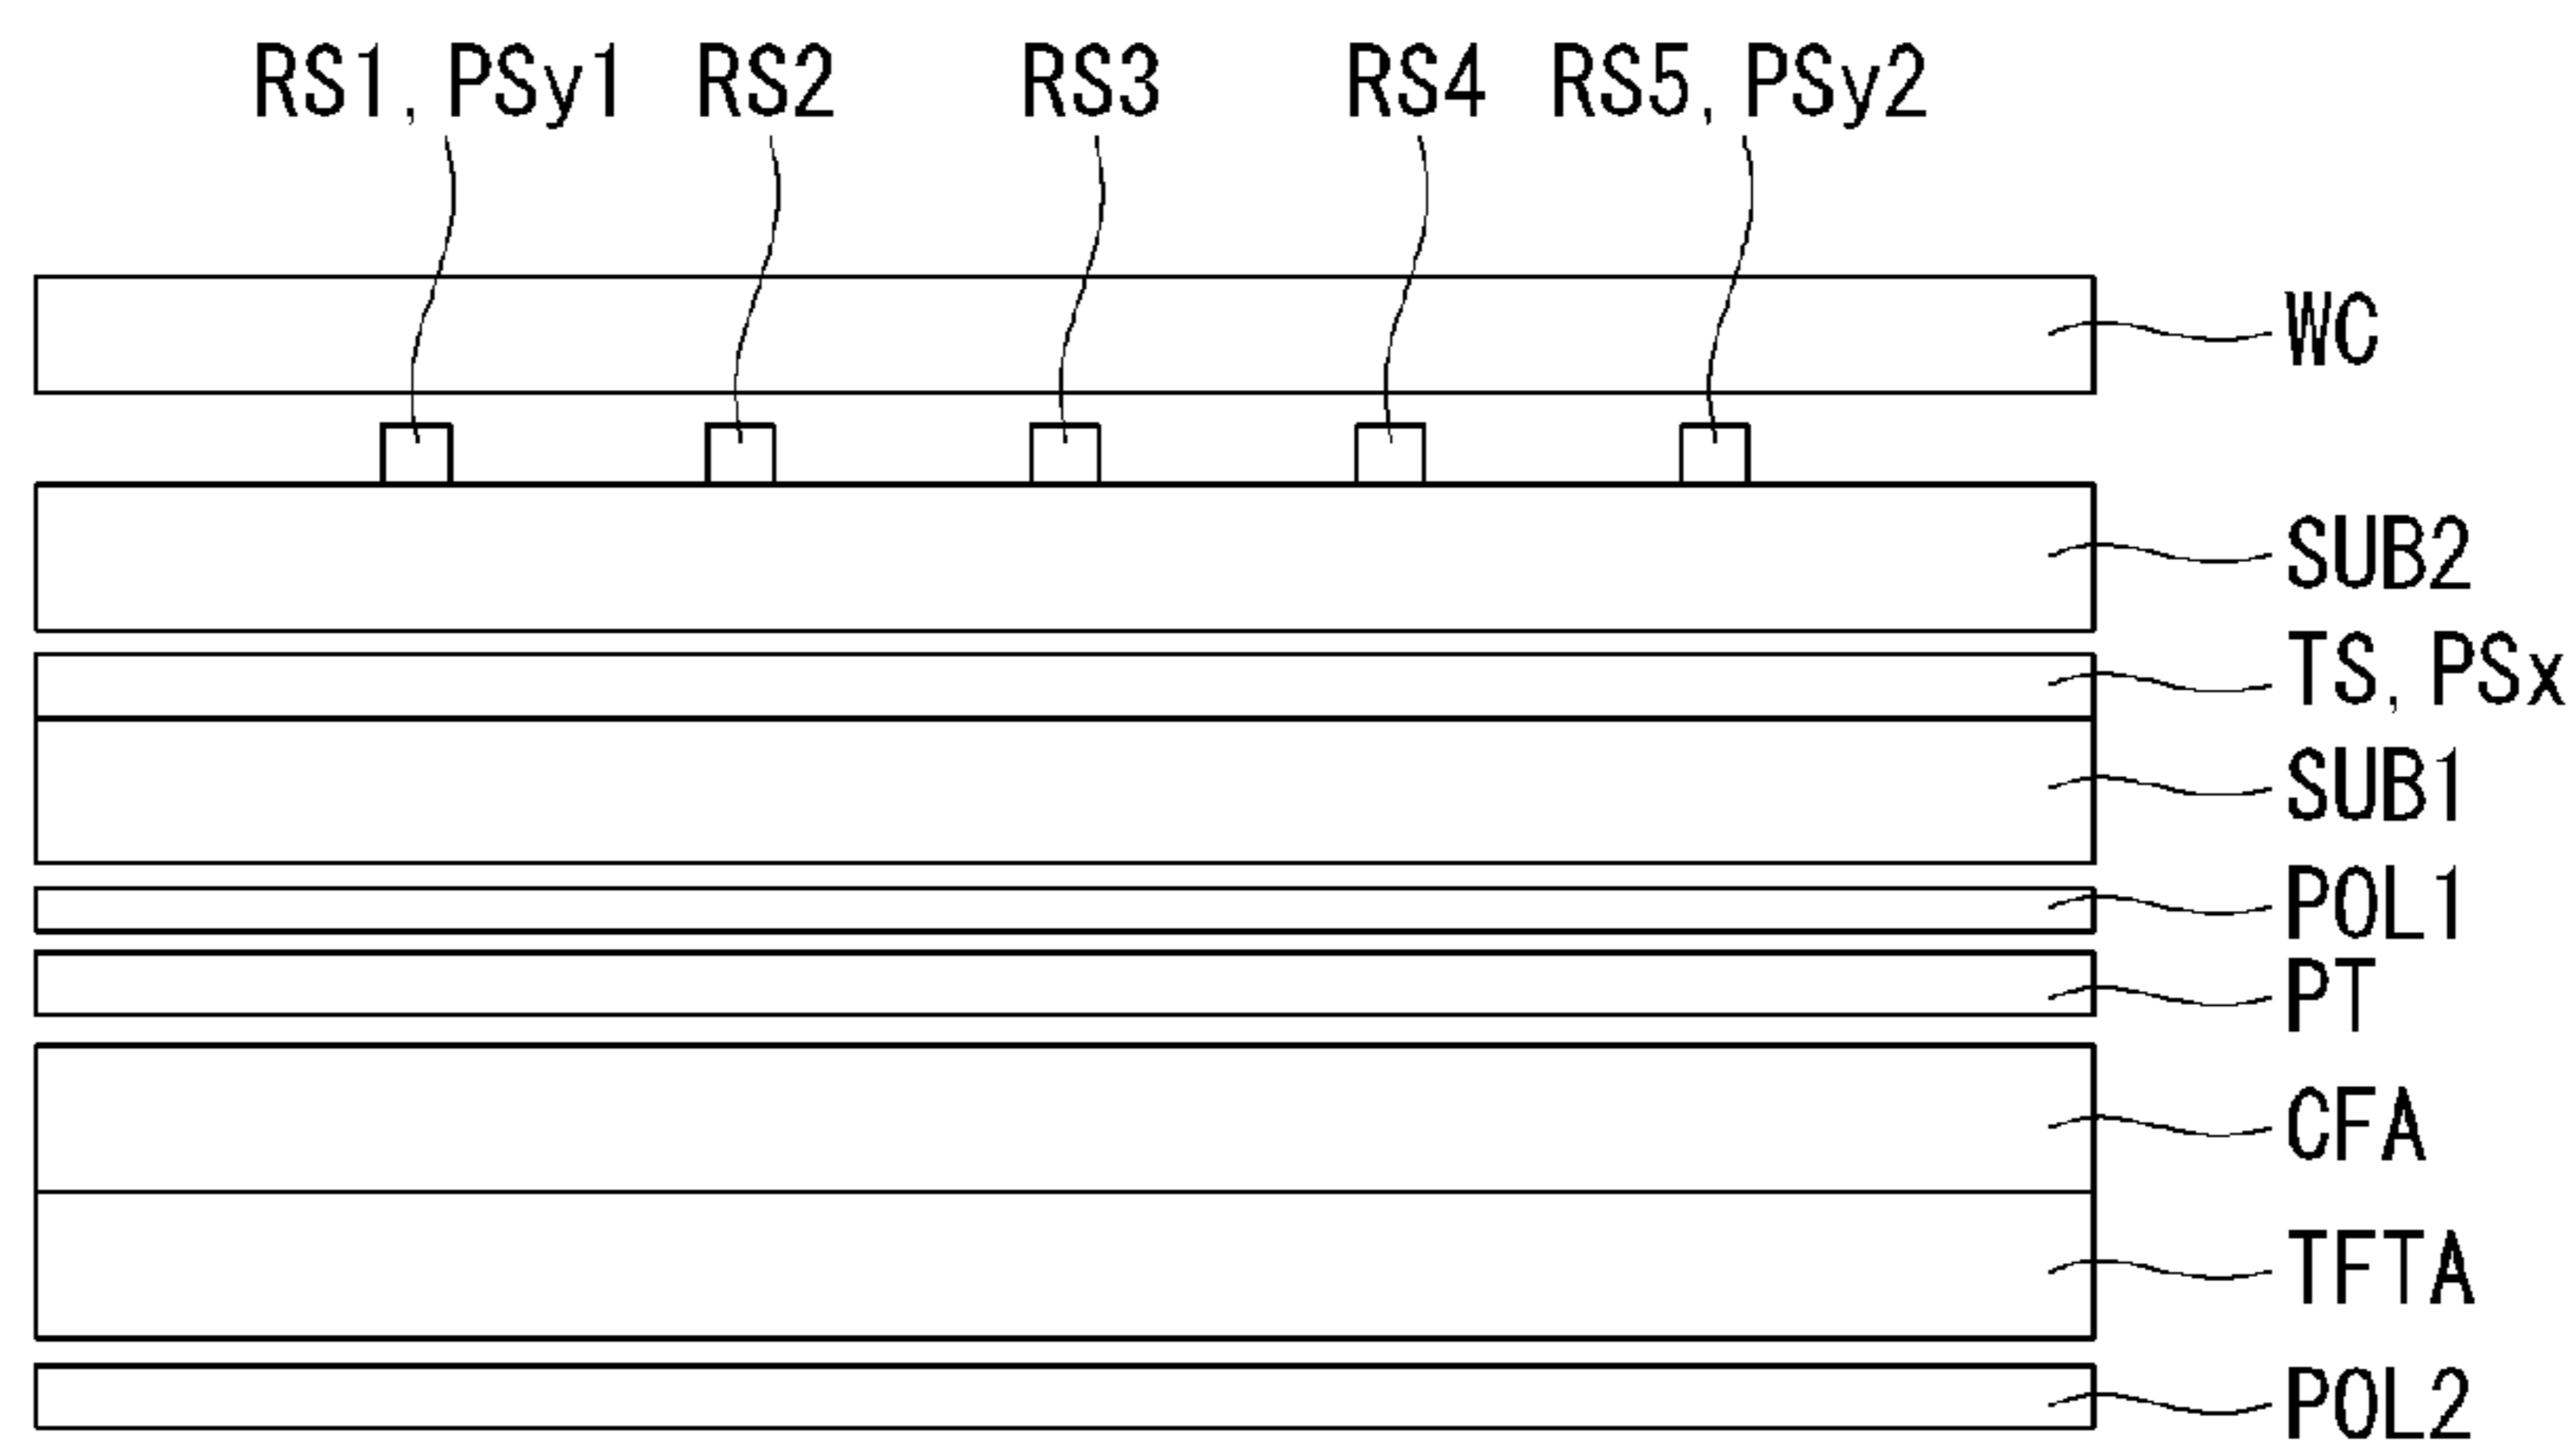 RS1, PSy1 RS2 RS3 RS4 RS5, PSy2
WC
SUB2
TS, PSx
SUB1
POL1
PT
CFA
TFTA
POL2